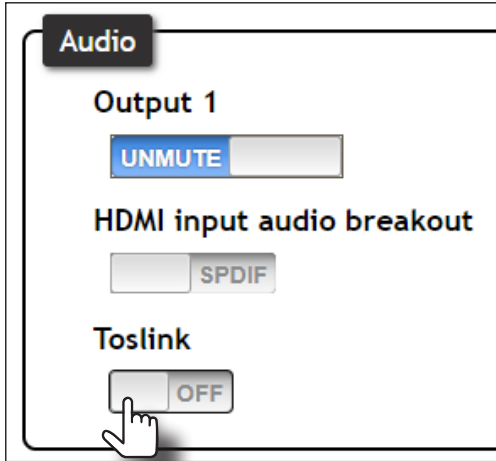 Audio
Output 1
UNMUTE
HDMI input audio breakout
SPDIF
Toslink
OFF